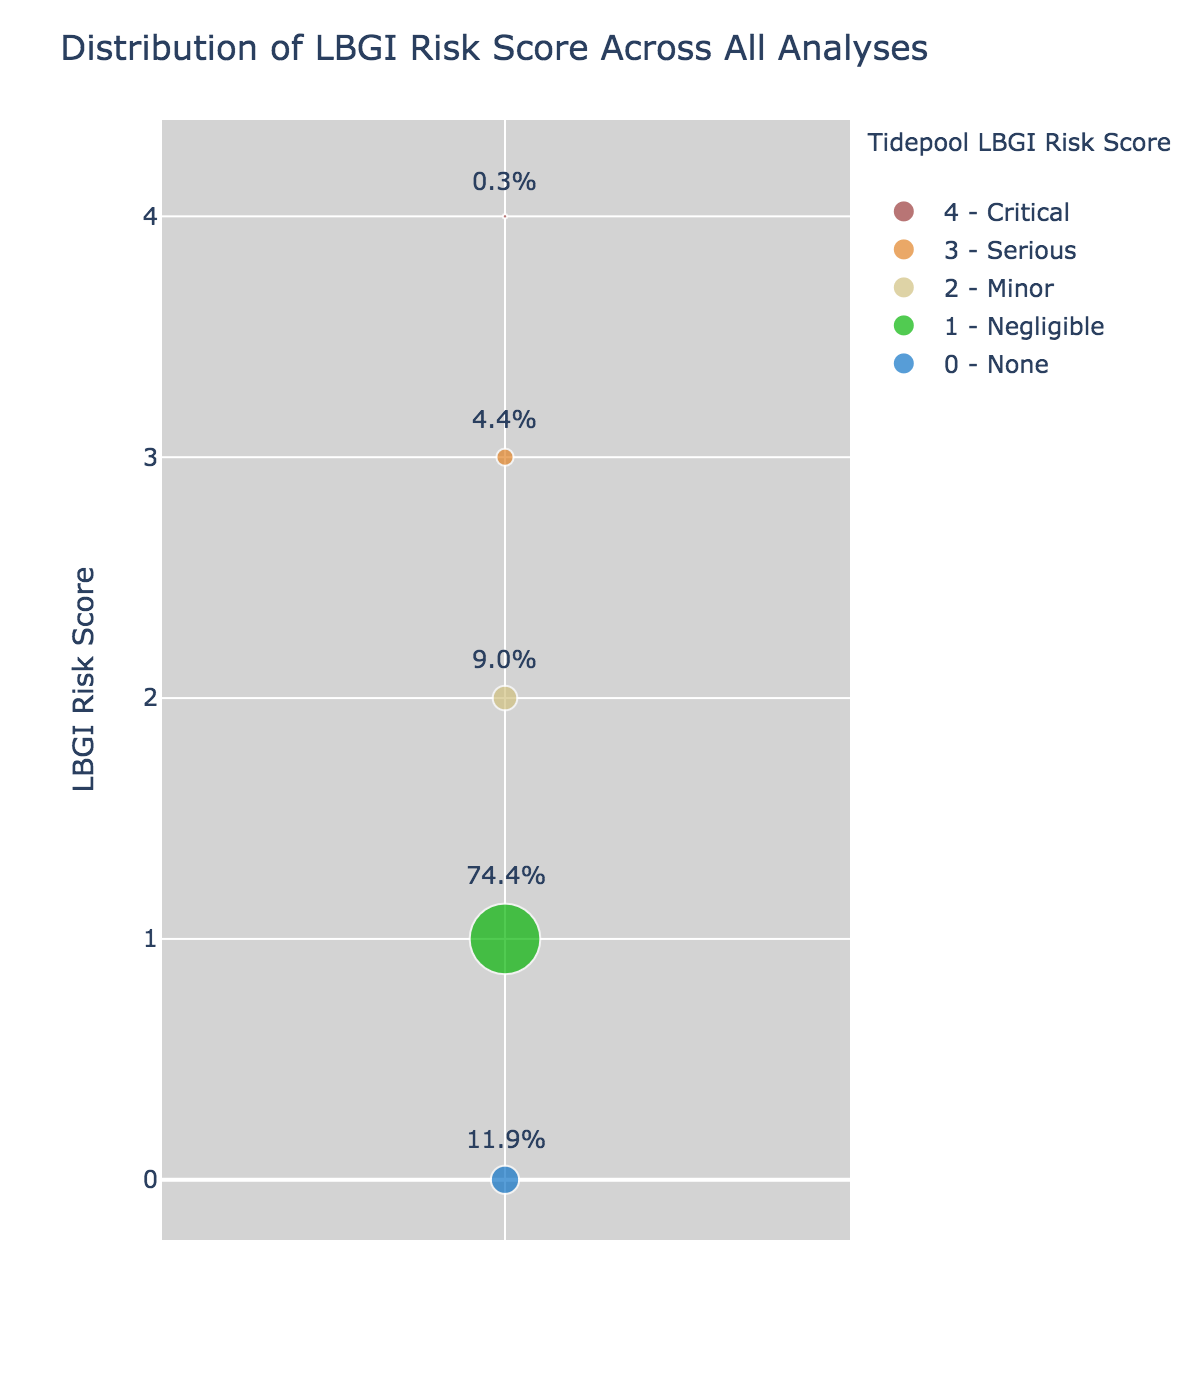 Distribution of LBGI Risk Score Across All Analyses
Tidepool LBGI Risk Score
4 - Critical
3 - Serious
2 - Minor
1 - Negligible
0 - None
LBGI Risk Score
4
0.3%
3
4.4%
2
9.0%
1
74.4%
0
11.9%